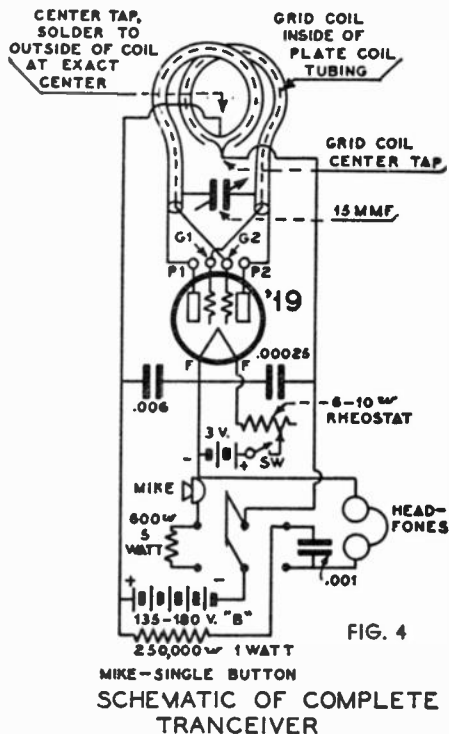 CENTER TAP,
SOLDER TO
OUTSIDE OF COIL
AT EXACT
CENTER
GRID COIL
INSIDE OF
PLATE COIL
TUBING
GRID COIL
CENTER TAP
15 MMF.
G1 G2
P1 P2
'19
F F
.006
.00025
6-10 ω
RHEOSTAT
3 V.
- + SW
MIKE
HEAD-
FONES
600 ω
5
WATT
.001
+ -
135-180 V. "B"
250,000 ω 1 WATT
FIG. 4
MIKE-SINGLE BUTTON
SCHEMATIC OF COMPLETE
TRANCEIVER